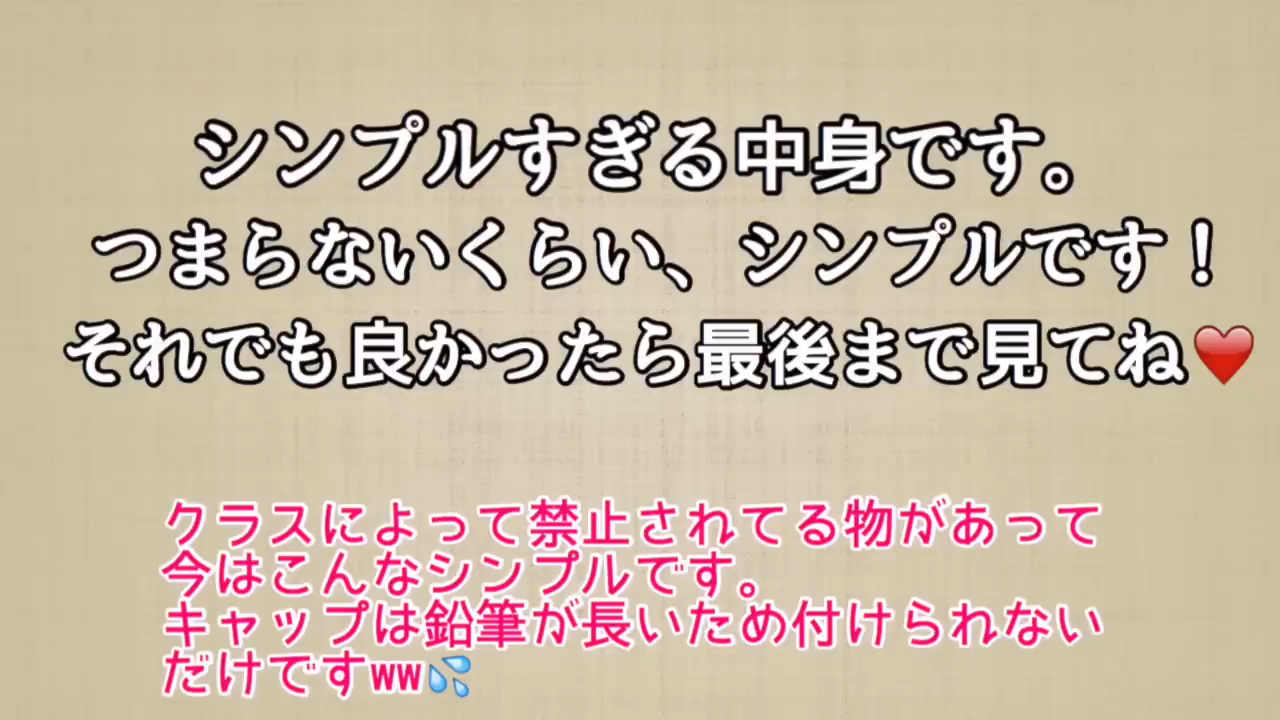 シンプルすぎる中身です。
つまらないくらい、シンプルです！
それでも良かったら最後まで見てね❤️
クラスによって禁止されてる物があって
今はこんなシンプルです。
キャップは鉛筆が長いため付けられない
だけですww💦